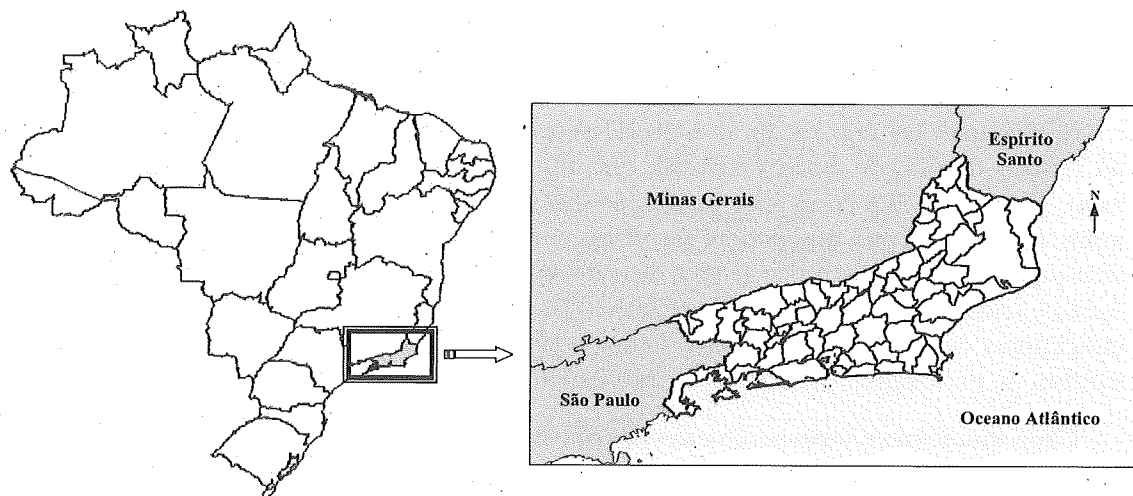 Espírito
Santo
Minas Gerais
N
São Paulo
Oceano Atlântico